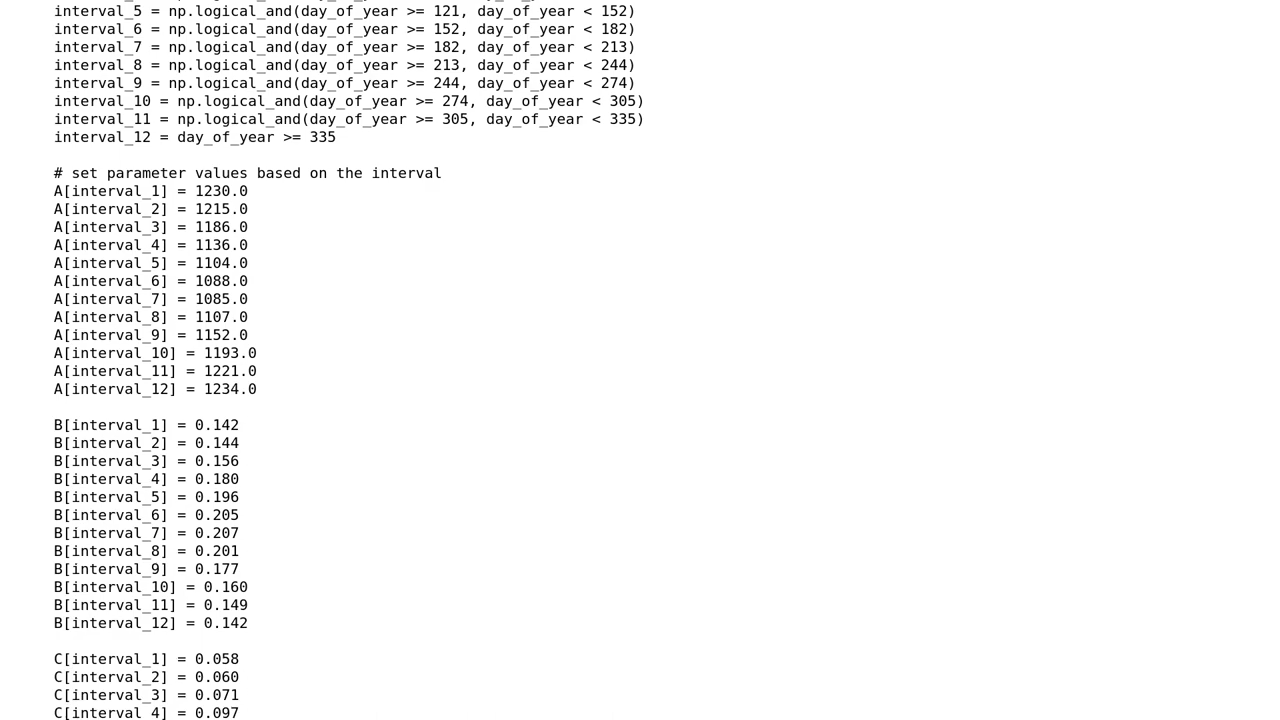 interval_5 = np.logical_and(day_of_year >= 121, day_of_year < 152)
interval_6 = np.logical_and(day_of_year >= 152, day_of_year < 182)
interval_7 = np.logical_and(day_of_year >= 182, day_of_year < 213)
interval_8 = np.logical_and(day_of_year >= 213, day_of_year < 244)
interval_9 = np.logical_and(day_of_year >= 244, day_of_year < 274)
interval_10 = np.logical_and(day_of_year >= 274, day_of_year < 305)
interval_11 = np.logical_and(day_of_year >= 305, day_of_year < 335)
interval_12 = day_of_year >= 335

# set parameter values based on the interval
A[interval_1] = 1230.0
A[interval_2] = 1215.0
A[interval_3] = 1186.0
A[interval_4] = 1136.0
A[interval_5] = 1104.0
A[interval_6] = 1088.0
A[interval_7] = 1085.0
A[interval_8] = 1107.0
A[interval_9] = 1152.0
A[interval_10] = 1193.0
A[interval_11] = 1221.0
A[interval_12] = 1234.0

B[interval_1] = 0.142
B[interval_2] = 0.144
B[interval_3] = 0.156
B[interval_4] = 0.180
B[interval_5] = 0.196
B[interval_6] = 0.205
B[interval_7] = 0.207
B[interval_8] = 0.201
B[interval_9] = 0.177
B[interval_10] = 0.160
B[interval_11] = 0.149
B[interval_12] = 0.142

C[interval_1] = 0.058
C[interval_2] = 0.060
C[interval_3] = 0.071
C[interval_4] = 0.097